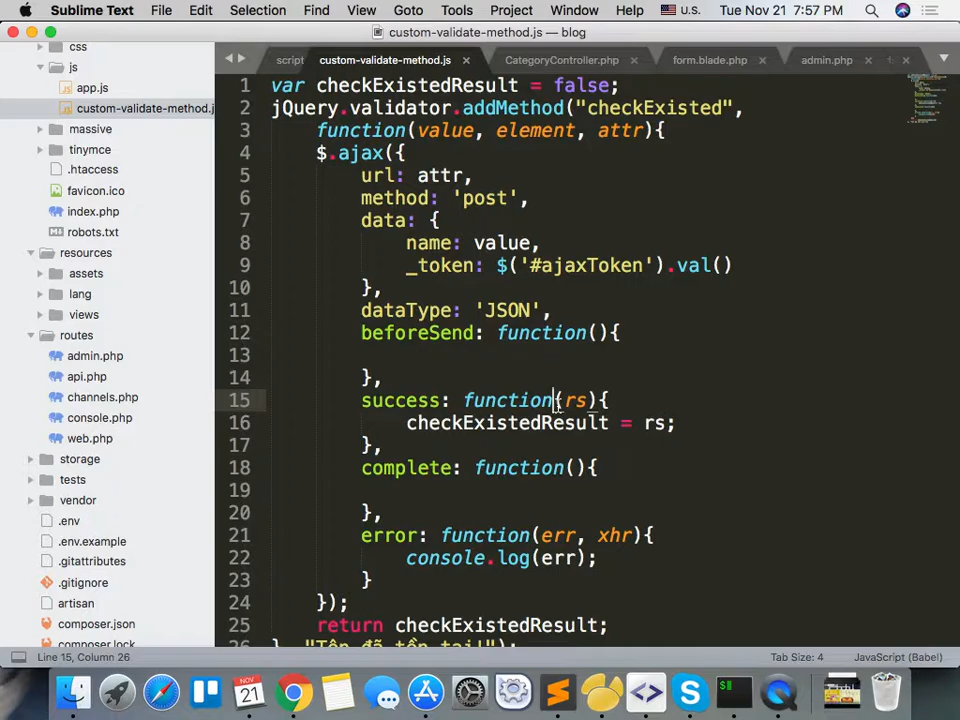 Sublime Text File Edit Selection Find View Goto Tools Project Window Help U.S. Tue Nov 21 7:57 PM
custom-validate-method.js — blog
css
js
app.js
custom-validate-method.j
massive
tinymce
.htaccess
favicon.ico
index.php
robots.txt
resources
assets
lang
views
routes
admin.php
api.php
channels.php
console.php
web.php
storage
tests
vendor
.env
.env.example
.gitattributes
.gitignore
artisan
composer.json
composer.lock
script custom-validate-method.js CategoryController.php form.blade.php admin.php
1 var checkExistedResult = false;
2 jQuery.validator.addMethod("checkExisted",
3 function(value, element, attr){
4 $.ajax({
5 url: attr,
6 method: 'post',
7 data: {
8 name: value,
9 _token: $('#ajaxToken').val()
10 },
11 dataType: 'JSON',
12 beforeSend: function(){
13
14 },
15 success: function(rs){
16 checkExistedResult = rs;
17 },
18 complete: function(){
19
20 },
21 error: function(err, xhr){
22 console.log(err);
23 }
24 });
25 return checkExistedResult;
26 }, "Tên đã tồn tại!");
Line 15, Column 26 Tab Size: 4 JavaScript (Babel)
NOV
21